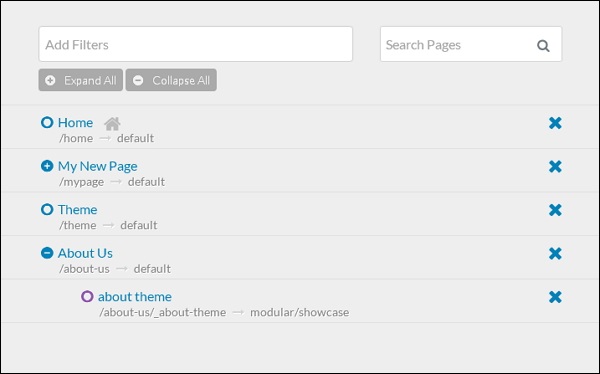 Add Filters
Search Pages
Expand All
Collapse All
Home
/home → default
My New Page
/mypage → default
Theme
/theme → default
About Us
/about-us → default
about theme
/about-us/_about-theme → modular/showcase